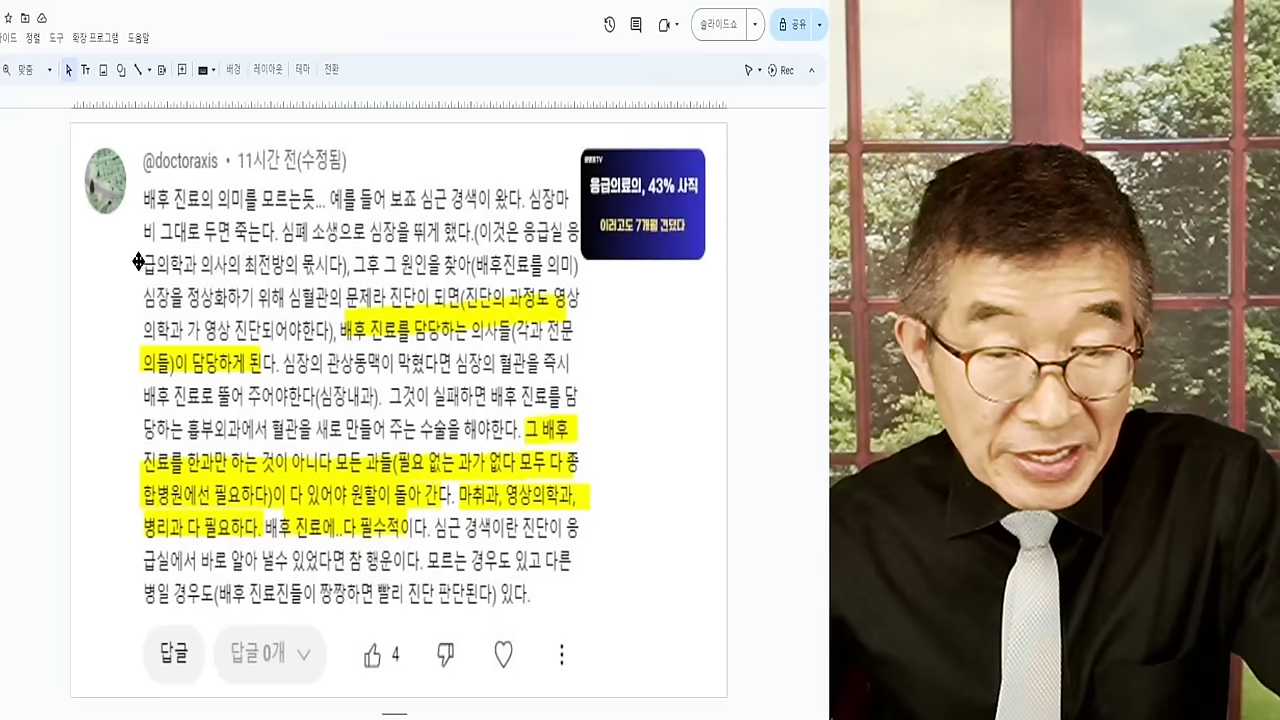 슬라이드쇼
공유
이드 정렬 도구 확장 프로그램 도움말
맞춤
배경 레이아웃 테마 전환
Rec
@doctoraxis • 11시간 전(수정됨)
배후 진료의 의미를 모르는듯... 예를 들어 보죠 심근 경색이 왔다. 심장마
비 그대로 두면 죽는다. 심폐 소생으로 심장을 뛰게 했다.(이것은 응급실 응
급의학과 의사의 최전방의 몫시다), 그후 그 원인을 찾아(배후진료를 의미)
심장을 정상화하기 위해 심혈관의 문제라 진단이 되면(진단의 과정도 영상
의학과 가 영상 진단되어야한다), 배후 진료를 담당하는 의사들(각과 전문
의들)이 담당하게 된다. 심장의 관상동맥이 막혔다면 심장의 혈관을 즉시
배후 진료로 뚤어 주어야한다(심장내과). 그것이 실패하면 배후 진료를 담
당하는 흉부외과에서 혈관을 새로 만들어 주는 수술을 해야한다. 그 배후
진료를 한과만 하는 것이 아니다 모든 과들(필요 없는 과가 없다 모두 다 종
합병원에선 필요하다)이 다 있어야 원할이 돌아 간다. 마취과, 영상의학과,
병리과 다 필요하다. 배후 진료에..다 필수적이다. 심근 경색이란 진단이 응
급실에서 바로 알아 낼수 있었다면 참 행운이다. 모르는 경우도 있고 다른
병일 경우도(배후 진료진들이 짱짱하면 빨리 진단 판단된다) 있다.
응급의료의, 43% 사직
이러고도 7개월 견뎠다
답글
답글 0개
4